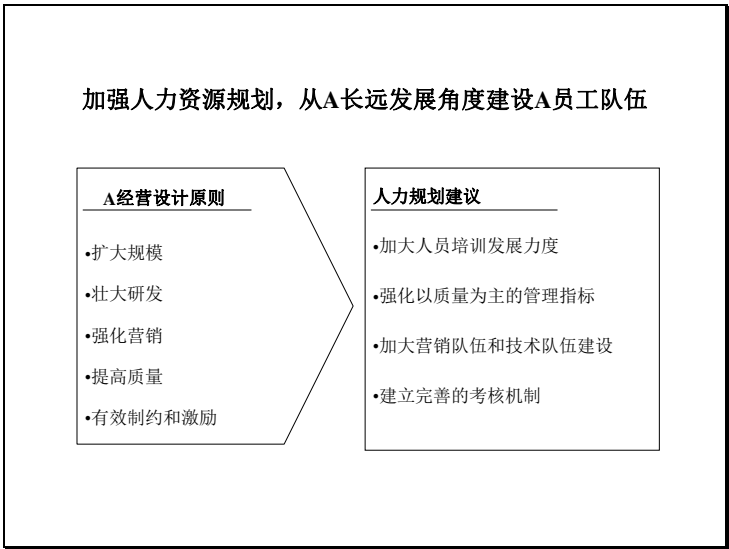 加强人力资源规划，从A长远发展角度建设A员工队伍
A经营设计原则
•扩大规模
•壮大研发
•强化营销
•提高质量
•有效制约和激励
人力规划建议
•加大人员培训发展力度
•强化以质量为主的管理指标
•加大营销队伍和技术队伍建设
•建立完善的考核机制